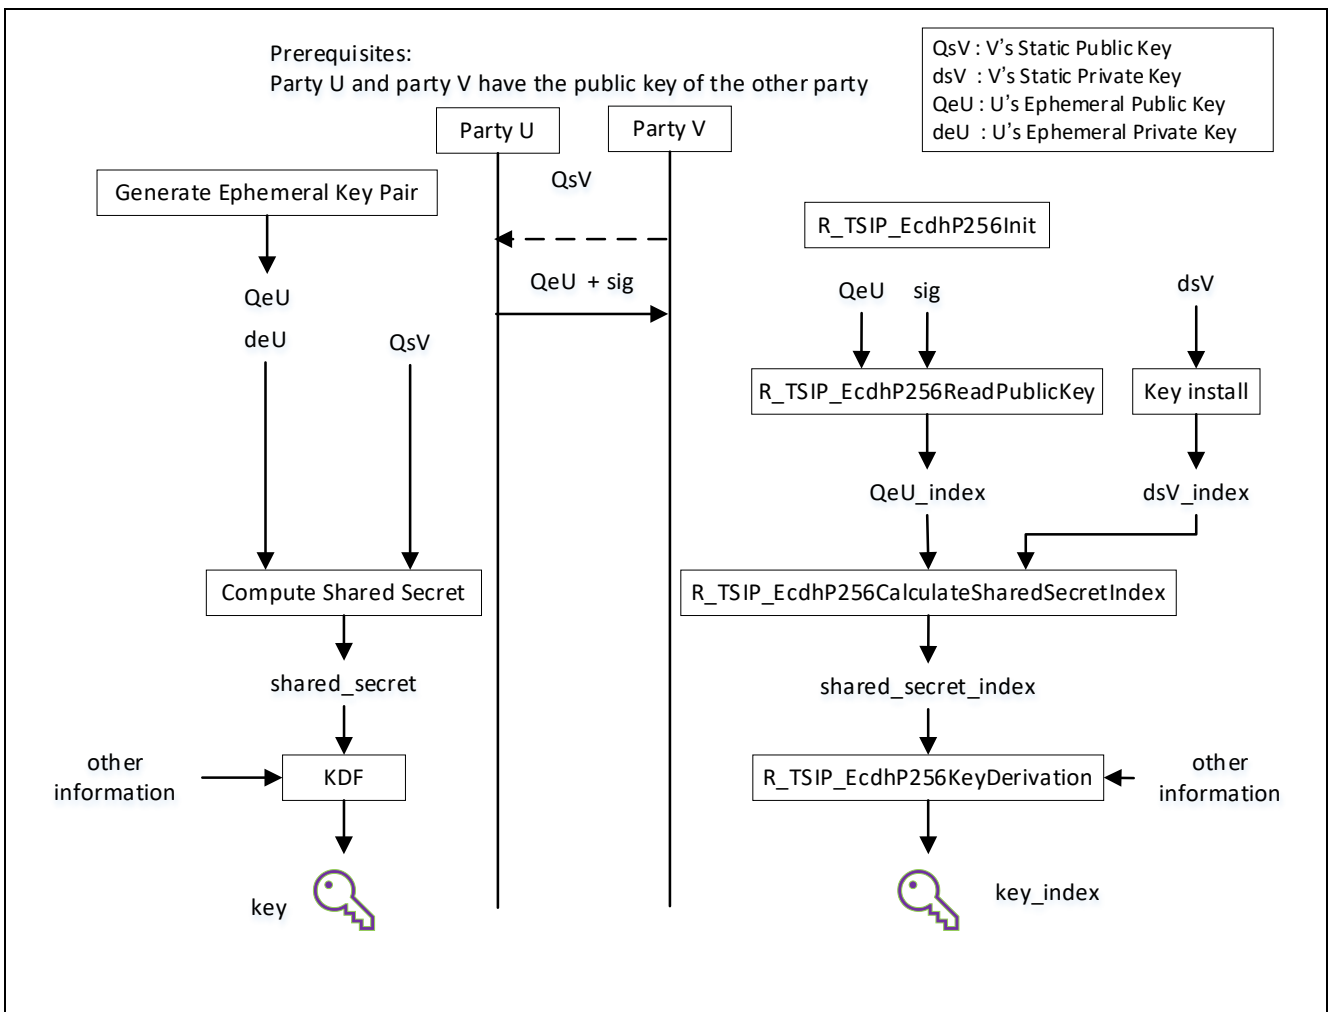 Prerequisites:
Party U and party V have the public key of the other party
QsV : V's Static Public Key
dsV : V's Static Private Key
QeU : U's Ephemeral Public Key
deU : U's Ephemeral Private Key
Party U
Party V
Generate Ephemeral Key Pair
QsV
R_TSIP_EcdhP256Init
QeU + sig
QeU
deU
QsV
QeU
sig
dsV
R_TSIP_EcdhP256ReadPublicKey
Key install
QeU_index
dsV_index
Compute Shared Secret
R_TSIP_EcdhP256CalculateSharedSecretIndex
shared_secret
shared_secret_index
other
information
KDF
R_TSIP_EcdhP256KeyDerivation
other
information
key
key_index